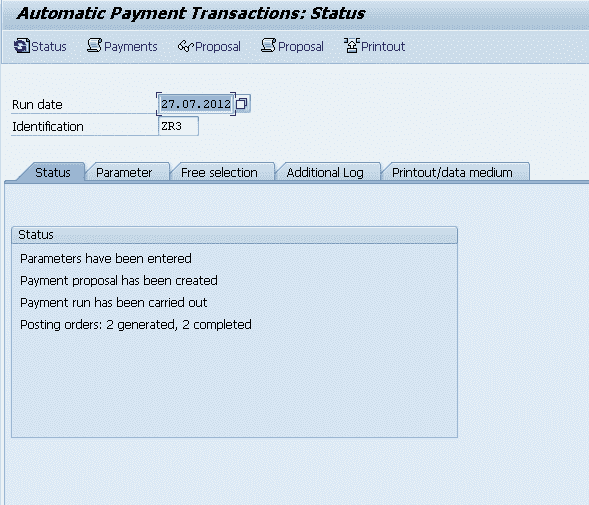 Automatic Payment Transactions: Status
Status Payments Proposal Proposal Printout
Run date 27.07.2012
Identification ZR3
Status Parameter Free selection Additional Log Printout/data medium
Status
Parameters have been entered
Payment proposal has been created
Payment run has been carried out
Posting orders: 2 generated, 2 completed